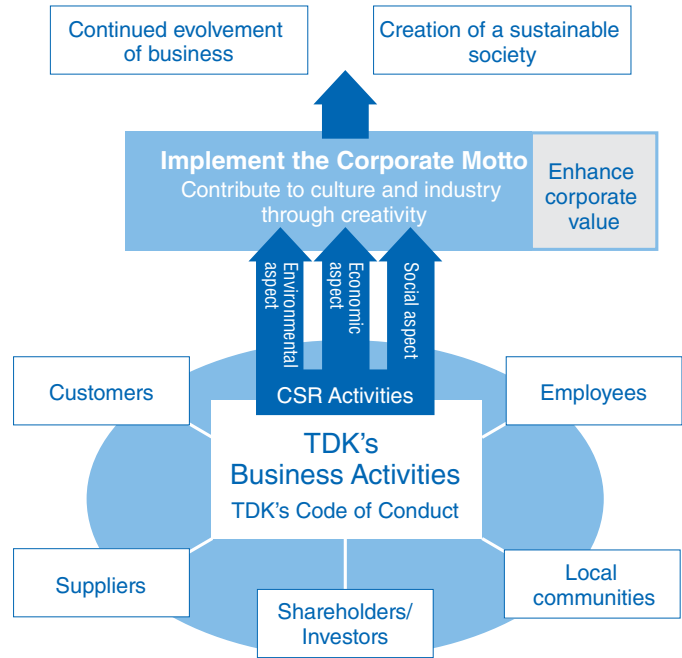 Continued evolvement
of business
Creation of a sustainable
society
Implement the Corporate Motto
Contribute to culture and industry
through creativity
Enhance
corporate
value
Environmental
aspect
Economic
aspect
Social aspect
CSR Activities
Customers
Employees
TDK's
Business Activities
TDK's Code of Conduct
Suppliers
Shareholders/
Investors
Local
communities